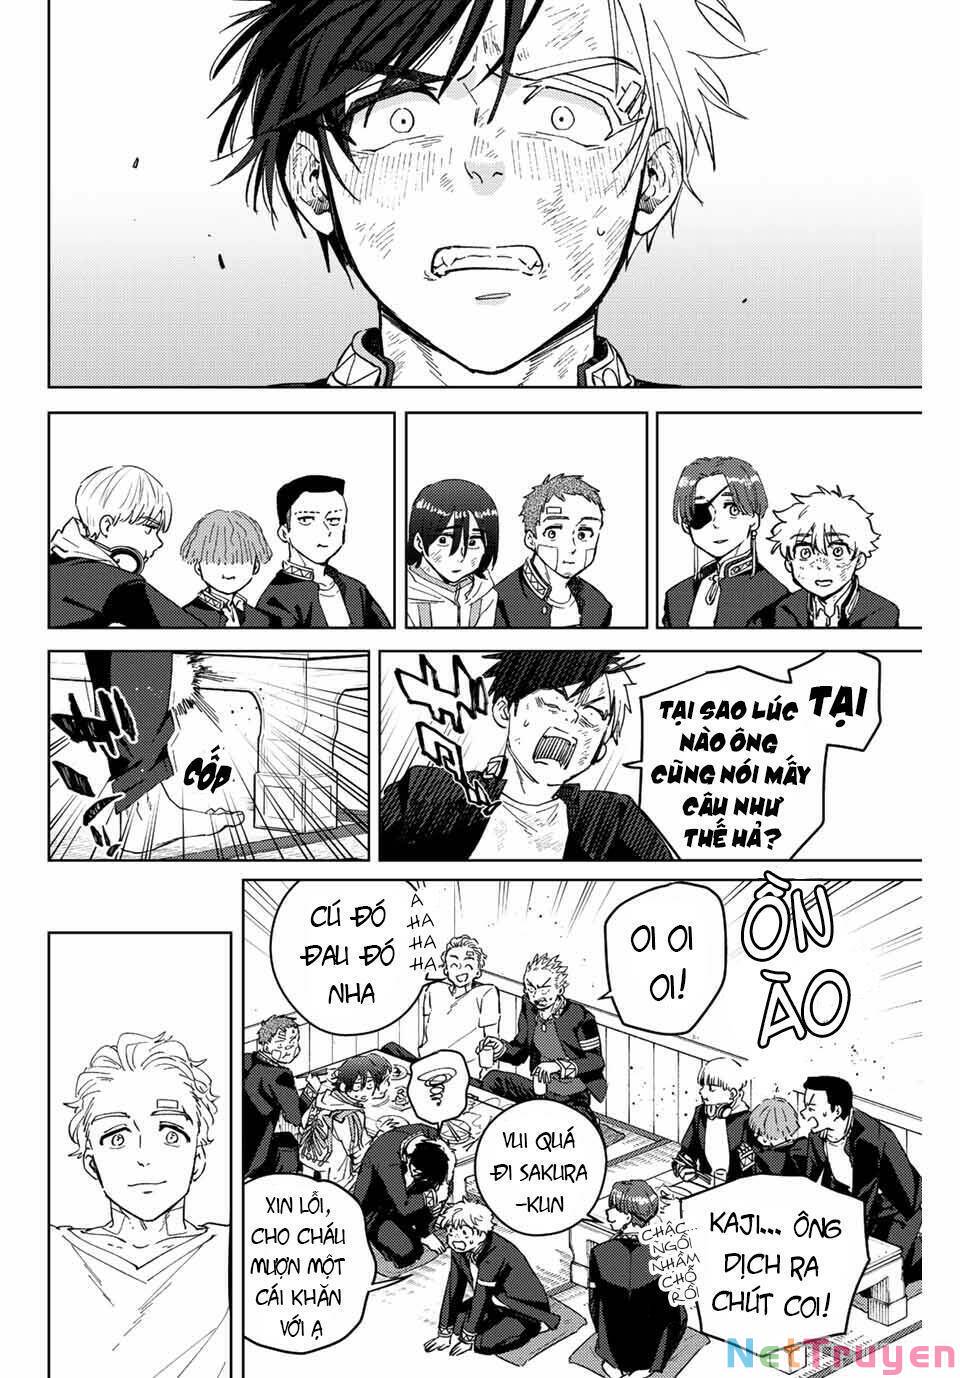 TẠI
TẠI SAO LÚC
NÀO ÔNG
CŨNG NÓI MẤY
CÂU NHƯ
THẾ HẢ?
CỐP
ỒN
ÀO
OI OI
OI!
CÚ ĐÓ
ĐAU ĐÓ
NHA
A
HA
HA
HA
VUI QUÁ
ĐI SAKURA
-KUN
XIN LỖI,
CHO CHÁU
MƯỢN MỘT
CÁI KHĂN
VỚI Ạ
CHẬC...
NGỒI
NHẦM
CHỖ
RỒI
KAJI... ÔNG
DỊCH RA
CHÚT COI!
NetTruyen